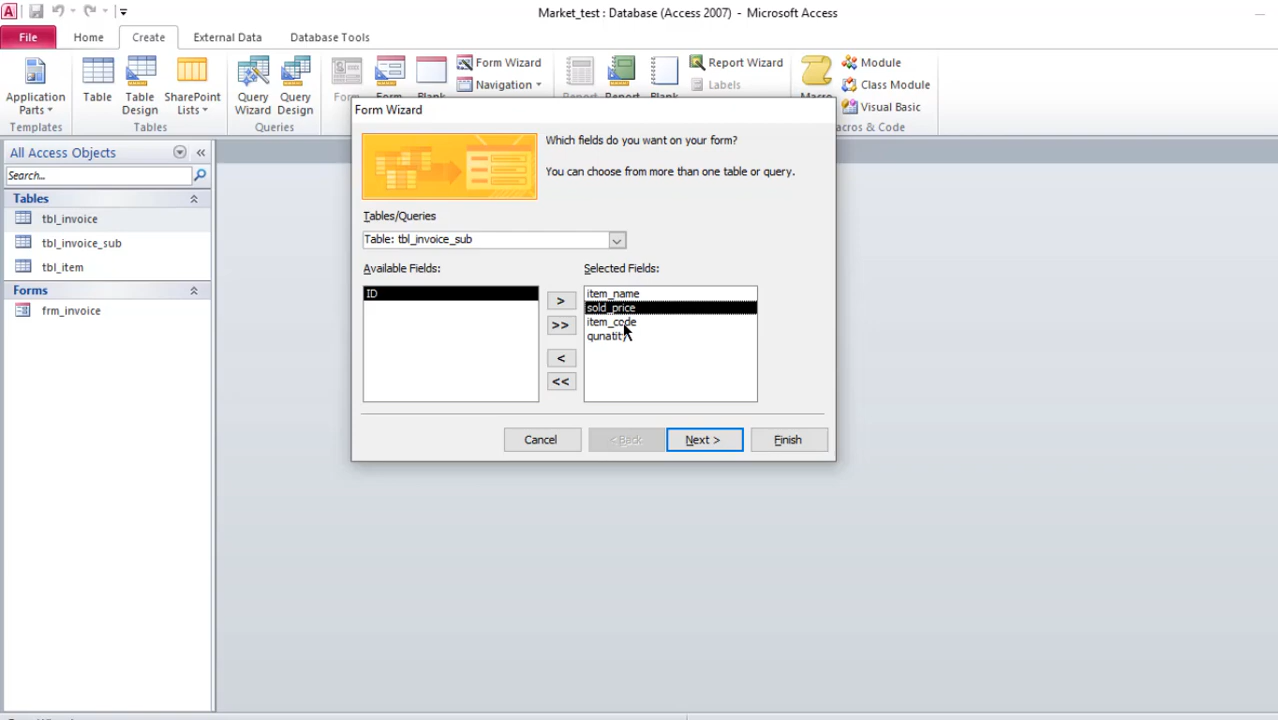 Market_test : Database (Access 2007) - Microsoft Access
File Home Create External Data Database Tools
Application Parts
Table
Table Design
SharePoint Lists
Query Wizard
Query Design
Form Wizard
Navigation
Report Wizard
Labels
Module
Class Module
Visual Basic
Templates Tables Queries
Form Wizard
Which fields do you want on your form?
You can choose from more than one table or query.
Tables/Queries
Table: tbl_invoice_sub
Available Fields:
ID
>
>>
<
<<
Selected Fields:
item_name
sold_price
item_code
qunatity
Cancel < Back Next > Finish
All Access Objects «
Search...
Tables
tbl_invoice
tbl_invoice_sub
tbl_item
Forms
frm_invoice